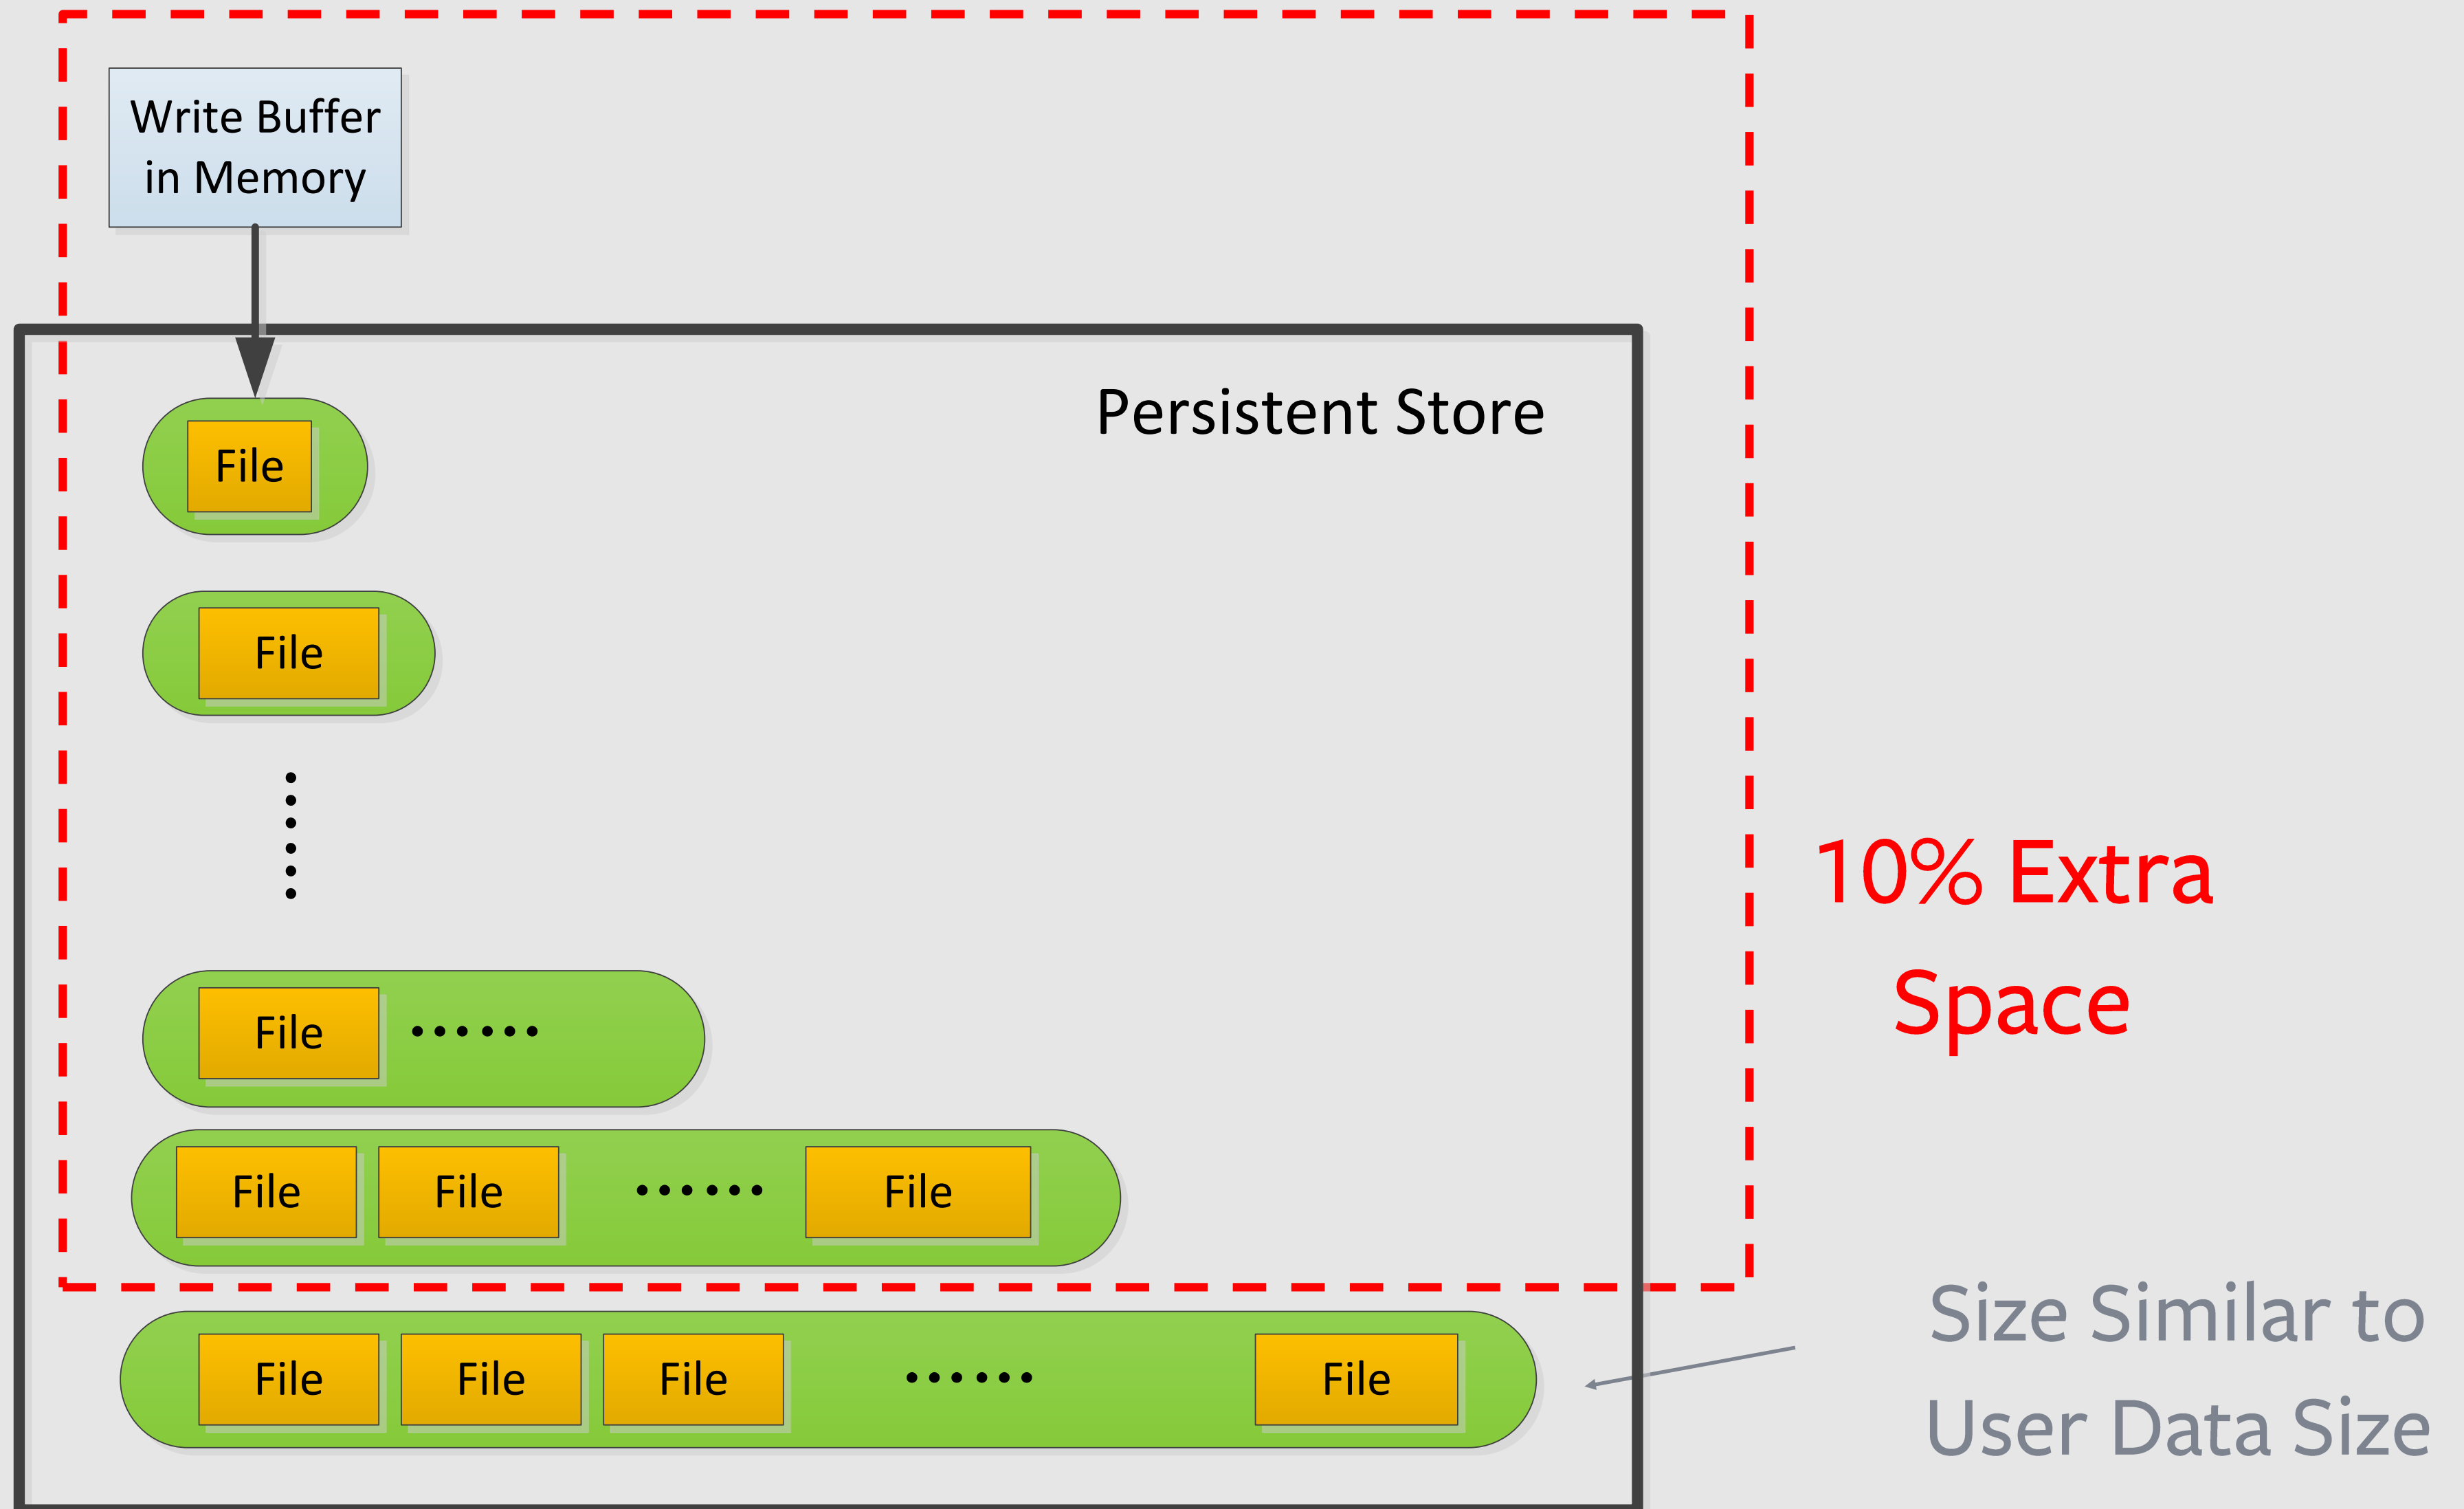 Write Buffer
in Memory
Persistent Store
File
File
10% Extra
Space
File
File File File
Size Similar to
User Data Size
File File File File